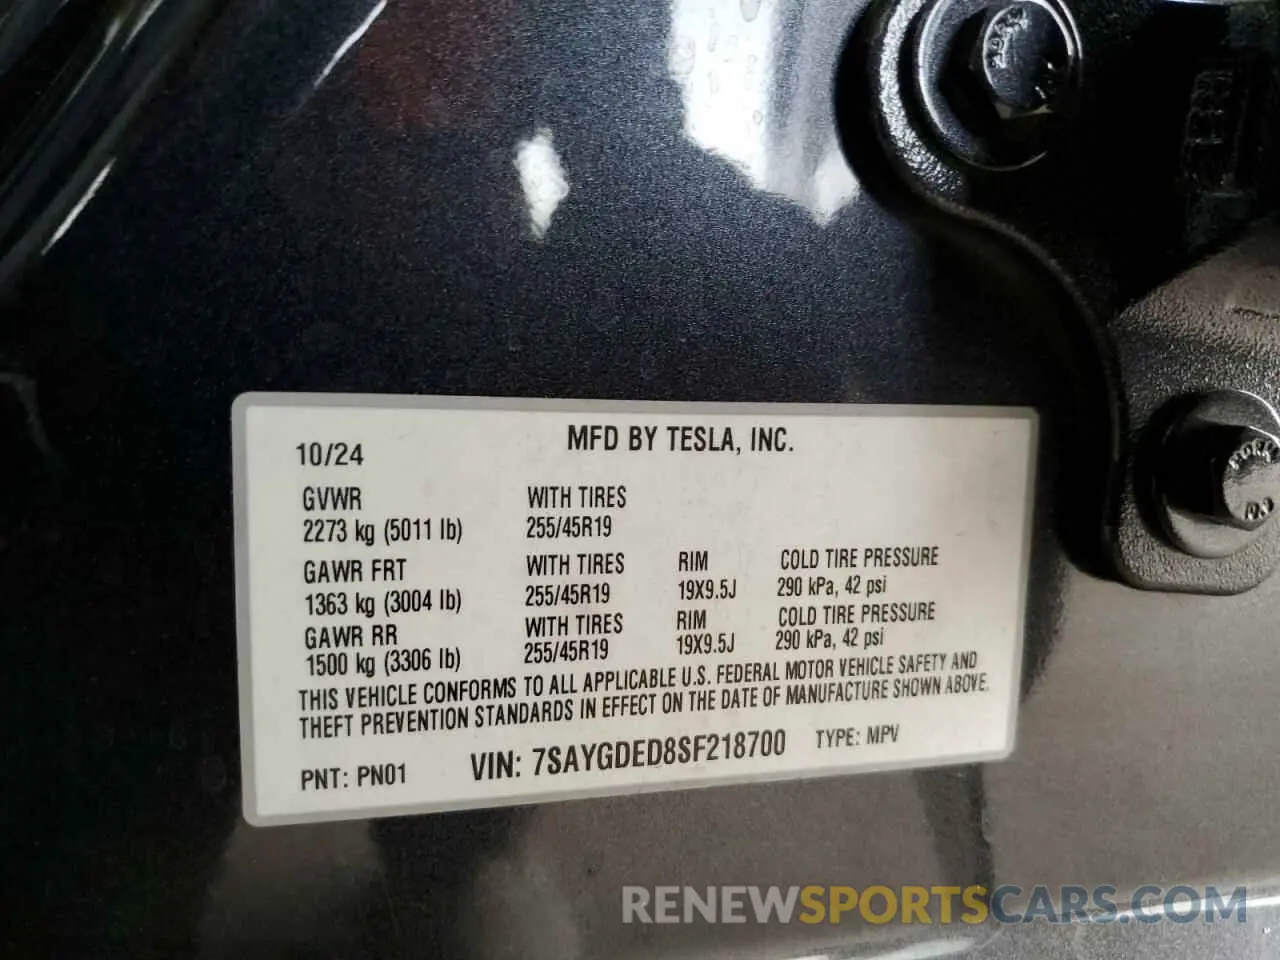 MFD BY TESLA, INC.
10/24
GVWR WITH TIRES
2273 kg (5011 lb) 255/45R19
GAWR FRT WITH TIRES RIM COLD TIRE PRESSURE
1363 kg (3004 lb) 255/45R19 19X9.5J 290 kPa, 42 psi
GAWR RR WITH TIRES RIM COLD TIRE PRESSURE
1500 kg (3306 lb) 255/45R19 19X9.5J 290 kPa, 42 psi
THIS VEHICLE CONFORMS TO ALL APPLICABLE U.S. FEDERAL MOTOR VEHICLE SAFETY AND
THEFT PREVENTION STANDARDS IN EFFECT ON THE DATE OF MANUFACTURE SHOWN ABOVE.
PNT: PN01 VIN: 7SAYGDED8SF218700 TYPE: MPV
RENEWSPORTSCARS.COM